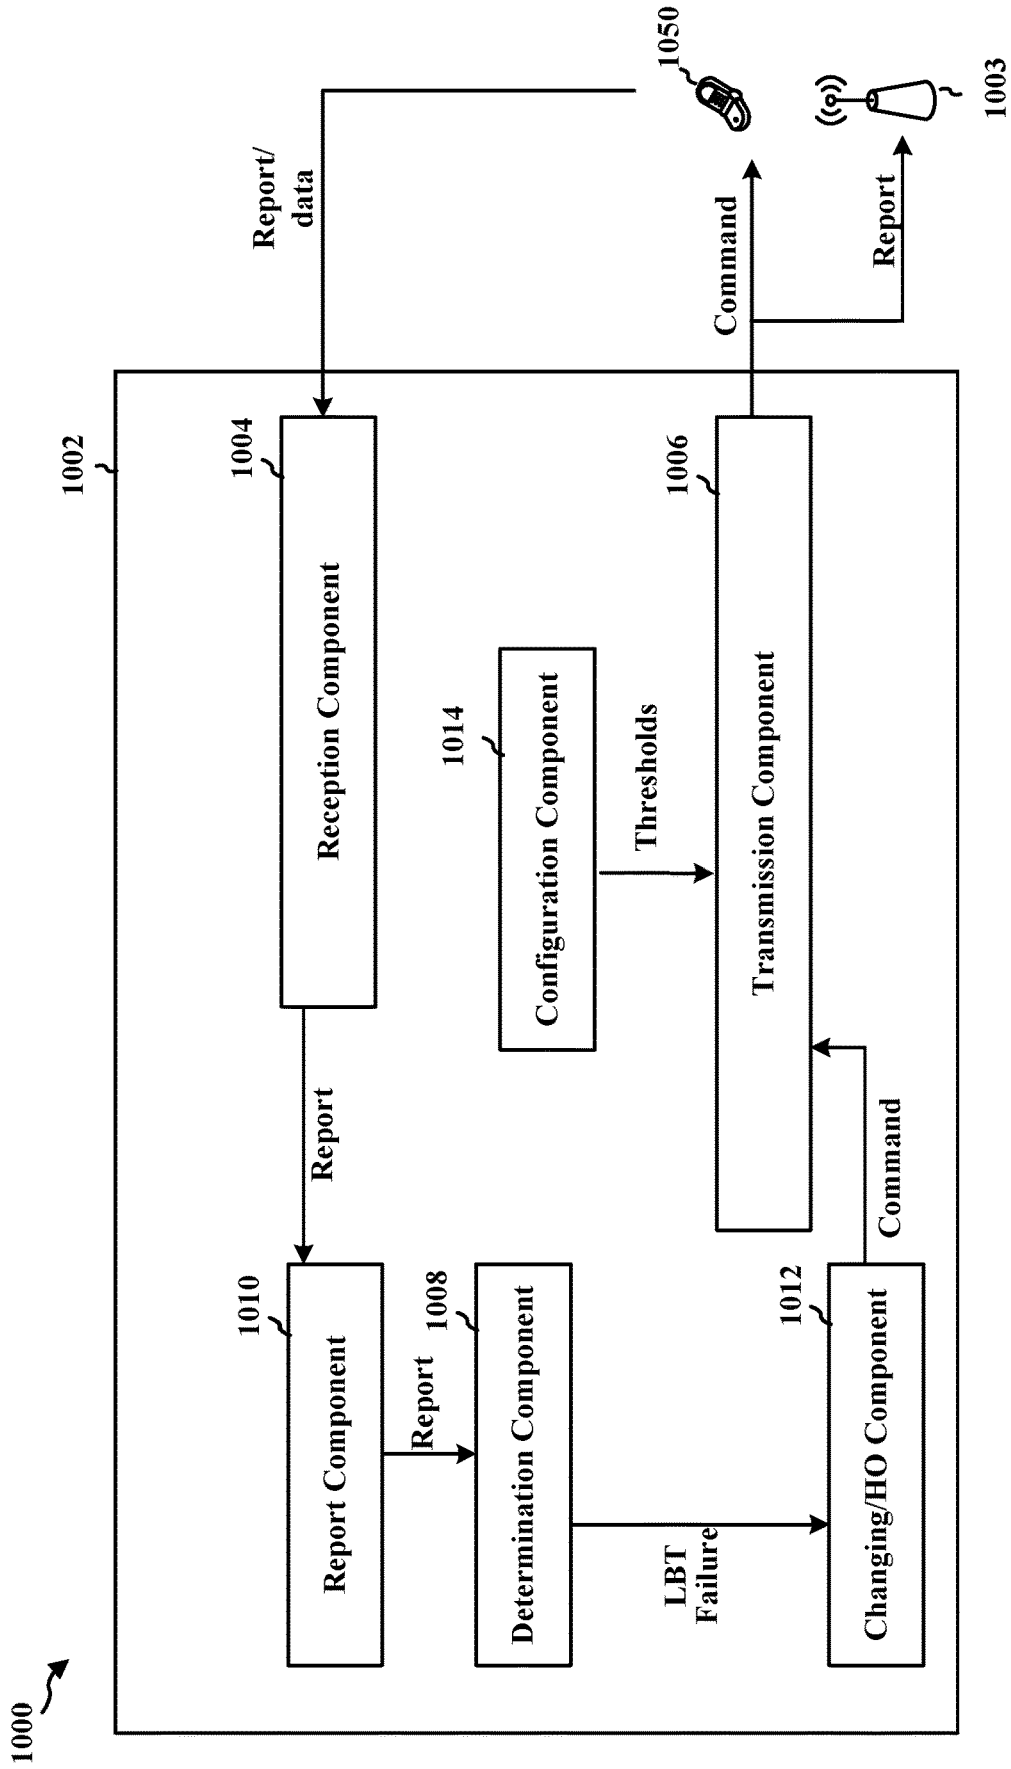 1000
1002
Report/
data
1050
1003
Reception Component
1004
Report
Report Component
1010
Report
Determination Component
1008
LBT
Failure
Changing/HO Component
1012
Command
Configuration Component
1014
Thresholds
Transmission Component
1006
Command
Report